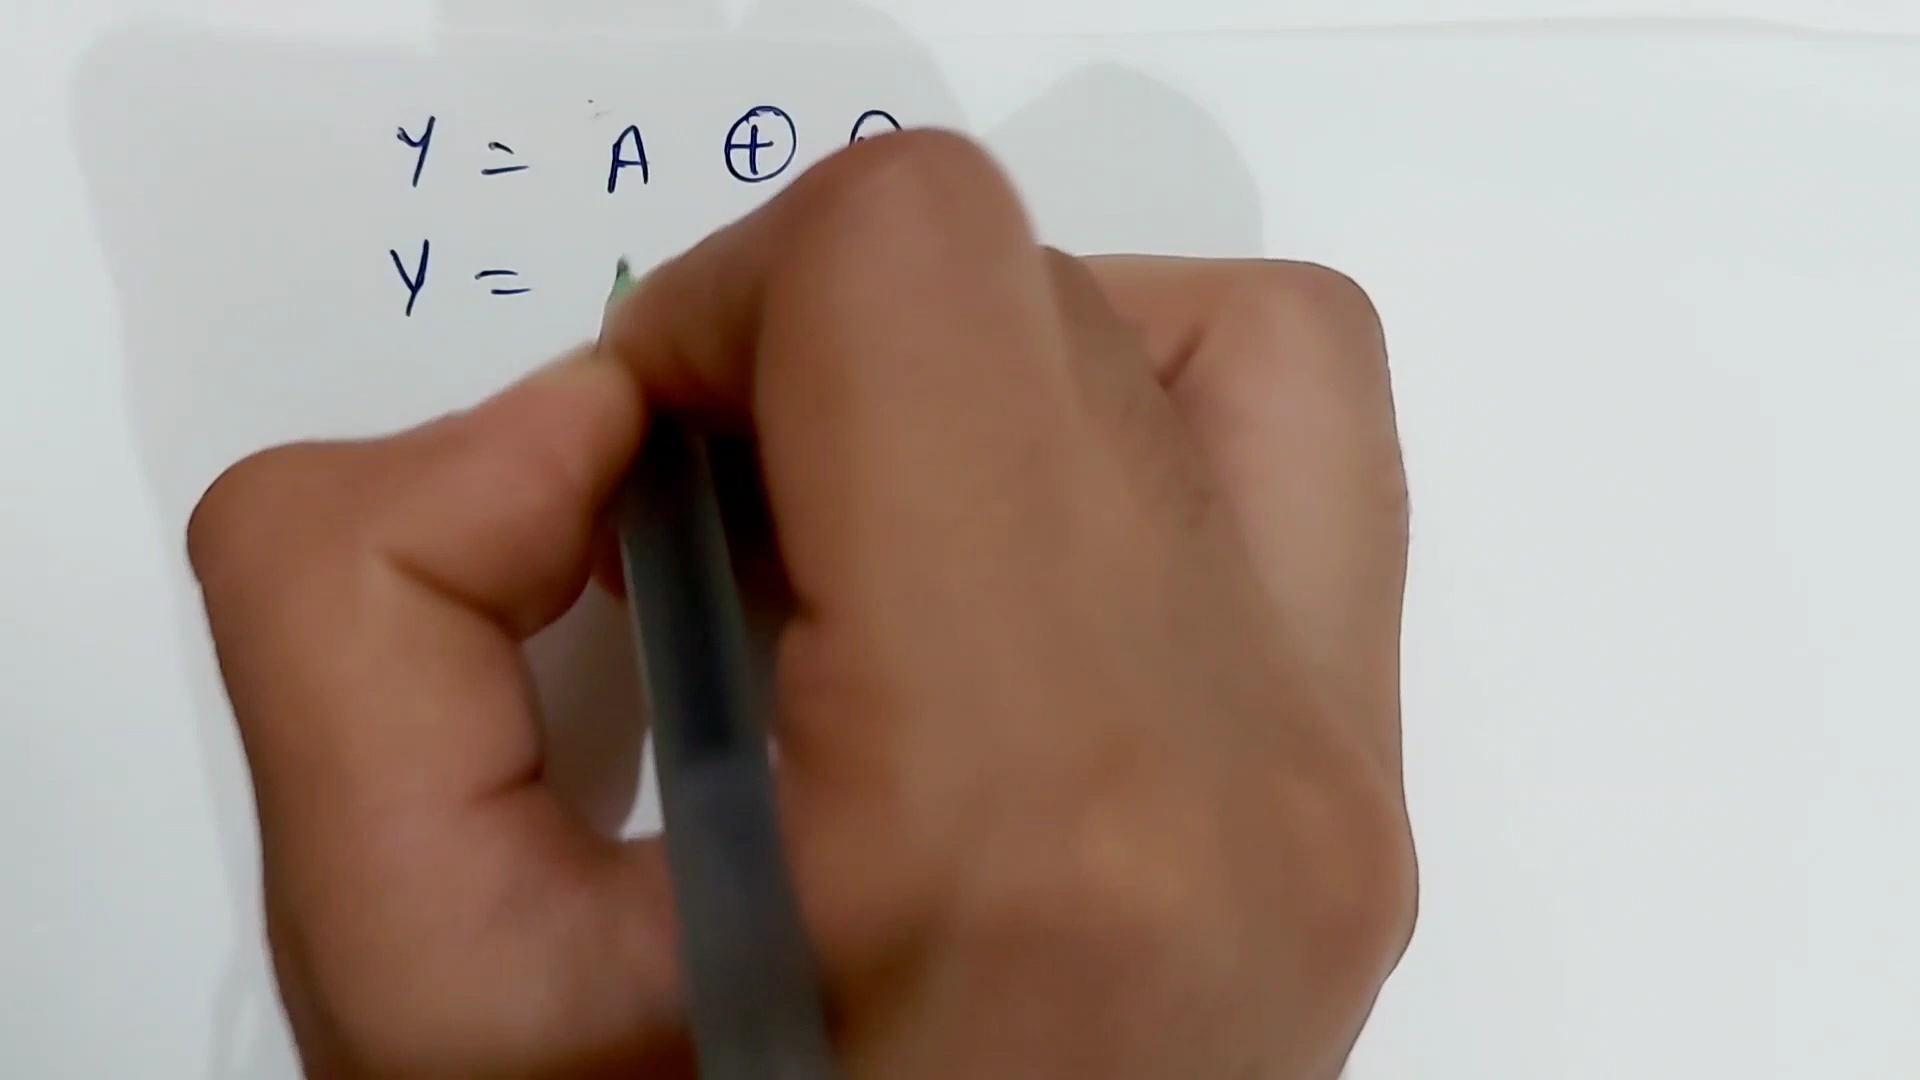 Y = A ⊕
Y =